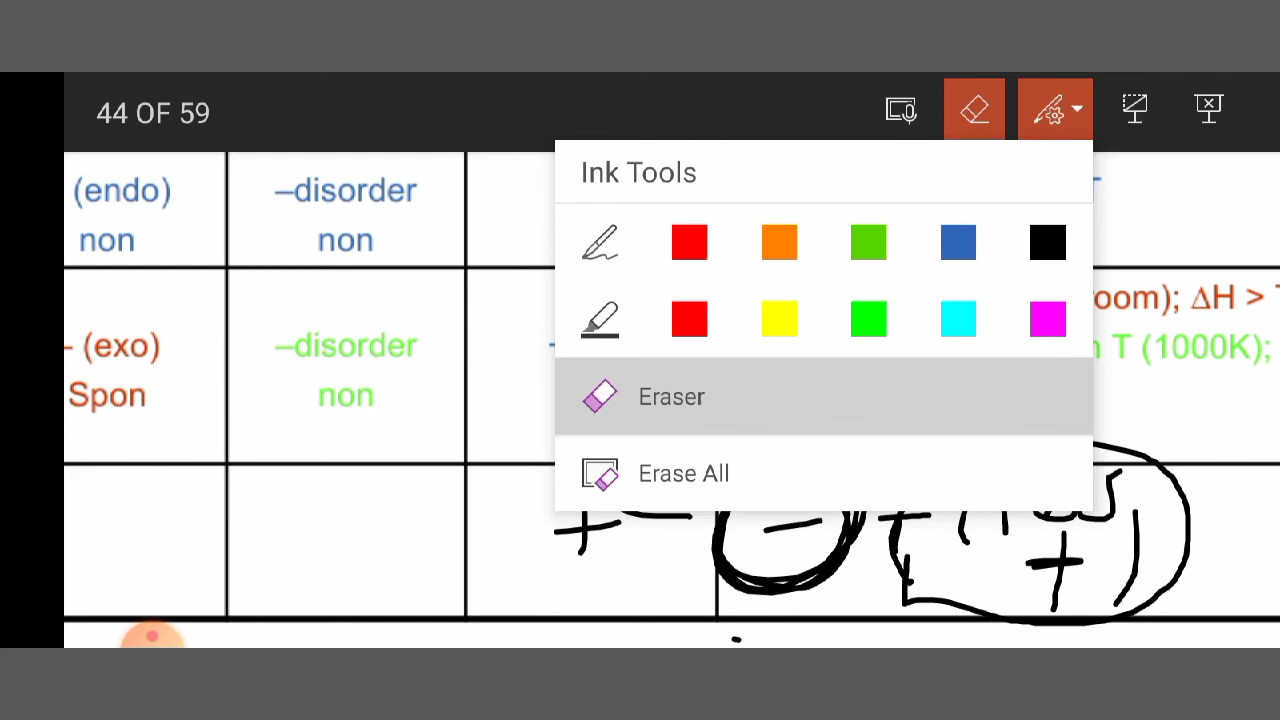 44 OF 59
Ink Tools
(endo) –disorder
non non
oom); ΔH >
- (exo) –disorder T (1000K);
Spon non
Eraser
Erase All
+ - - + (
+ )